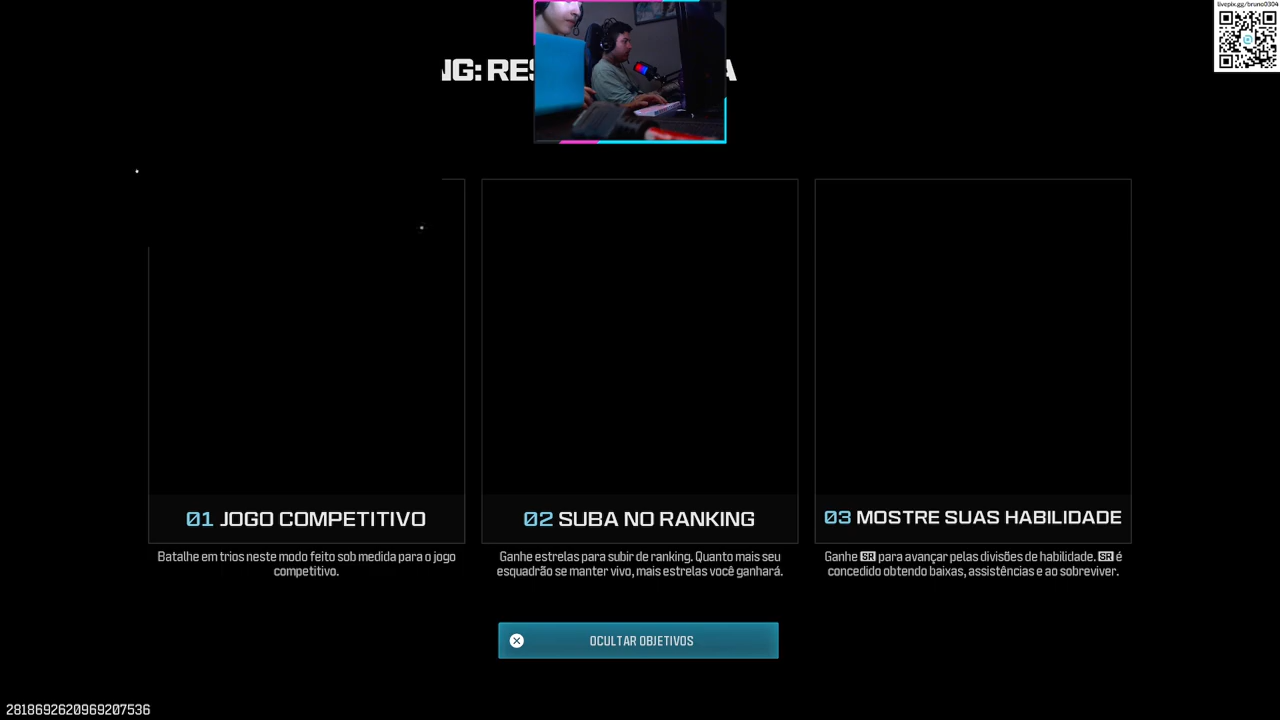 livepix.gg/bruno0304
01 JOGO COMPETITIVO
Batalhe em trios neste modo feito sob medida para o jogo
competitivo.
02 SUBA NO RANKING
Ganhe estrelas para subir de ranking. Quanto mais seu
esquadrão se manter vivo, mais estrelas você ganhará.
03 MOSTRE SUAS HABILIDADE
Ganhe SR para avançar pelas divisões de habilidade. SR é
concedido obtendo baixas, assistências e ao sobreviver.
OCULTAR OBJETIVOS
2818692620969207536